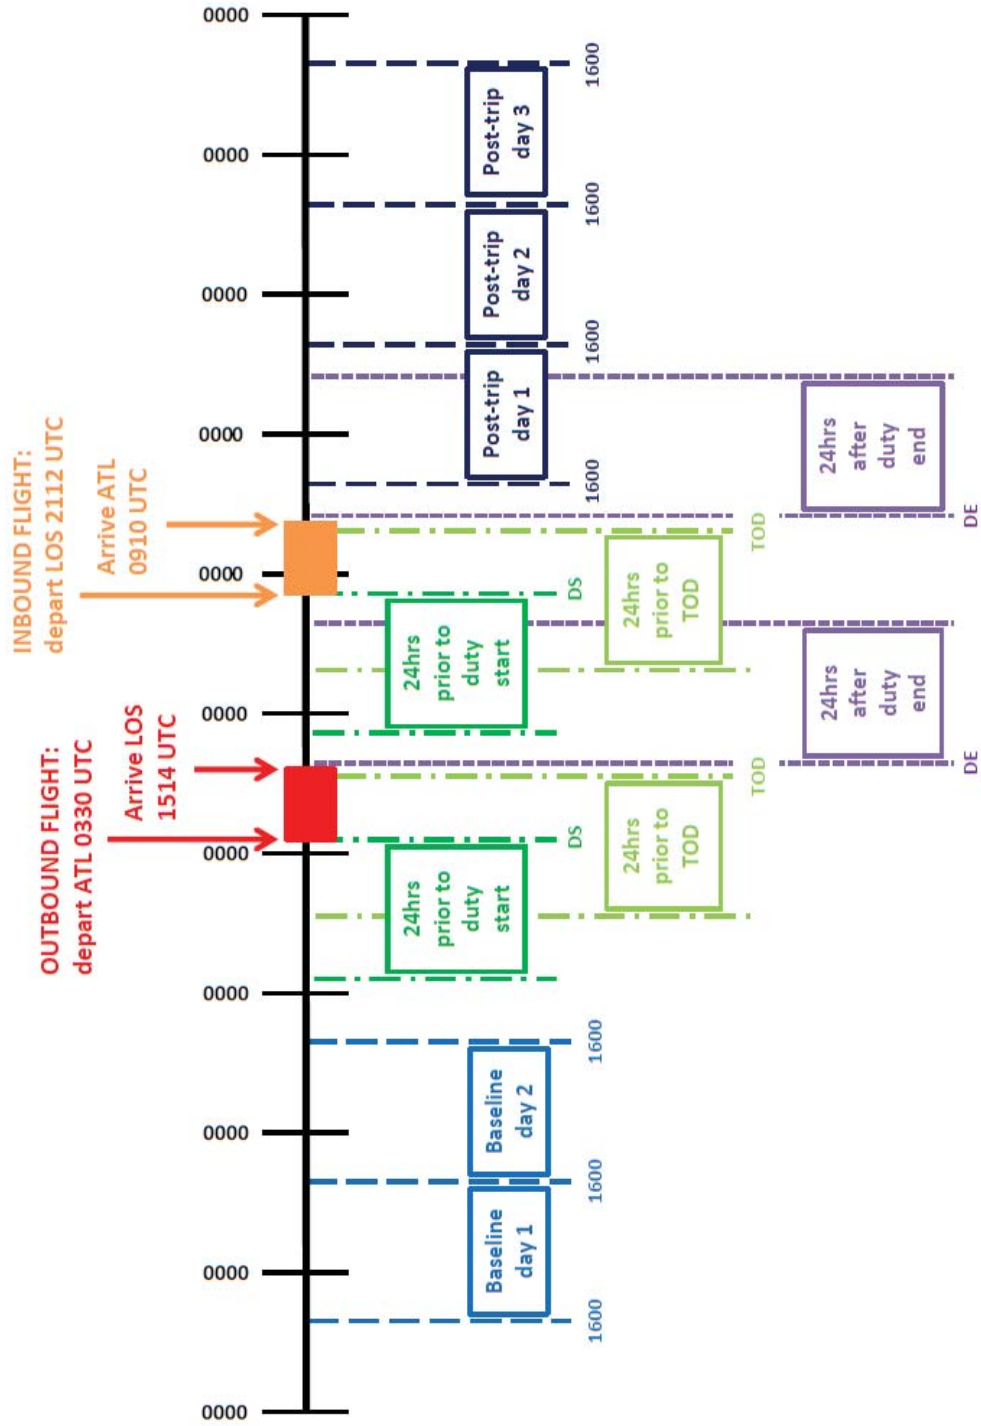 OUTBOUND FLIGHT:
depart ATL 0330 UTC
Arrive LOS
1514 UTC
INBOUND FLIGHT:
depart LOS 2112 UTC
Arrive ATL
0910 UTC
0000
0000
0000
0000
0000
0000
0000
0000
0000
0000
0000
Baseline
day 1
Baseline
day 2
1600
1600
1600
24hrs
prior to
duty
start
DS
24hrs
prior to
duty
start
DS
Post-trip
day 1
Post-trip
day 2
Post-trip
day 3
1600
1600
1600
1600
24hrs
prior to
TOD
TOD
24hrs
prior to
TOD
TOD
24hrs
after
duty
end
DE
24hrs
after
duty
end
DE